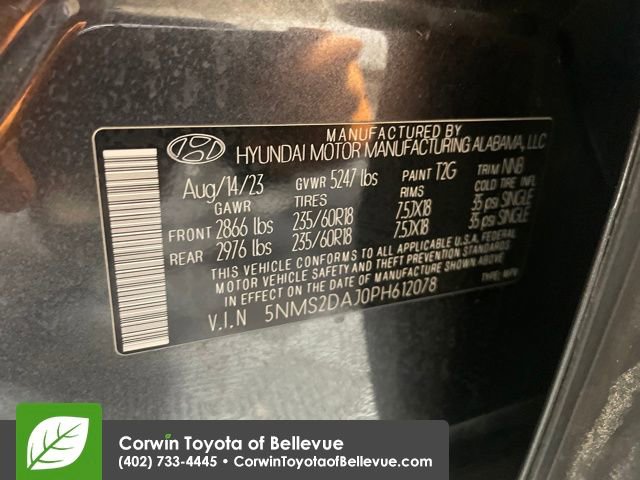 MANUFACTURED BY
HYUNDAI MOTOR MANUFACTURING ALABAMA, LLC
Aug/14/23 GVWR 5247 lbs PAINT T2G TRIM NNB
GAWR TIRES RIMS COLD TIRE INFL
FRONT 2866 lbs 235/60R18 7.5JX18 35 psi SINGLE
REAR 2976 lbs 235/60R18 7.5JX18 35 psi SINGLE
THIS VEHICLE CONFORMS TO ALL APPLICABLE U.S.A. FEDERAL
MOTOR VEHICLE SAFETY AND THEFT PREVENTION STANDARDS
IN EFFECT ON THE DATE OF MANUFACTURE SHOWN ABOVE.
V.I.N 5NMS2DAJ0PH612078 TYPE: MPV
Corwin Toyota of Bellevue
(402) 733-4445 • CorwinToyotaofBellevue.com